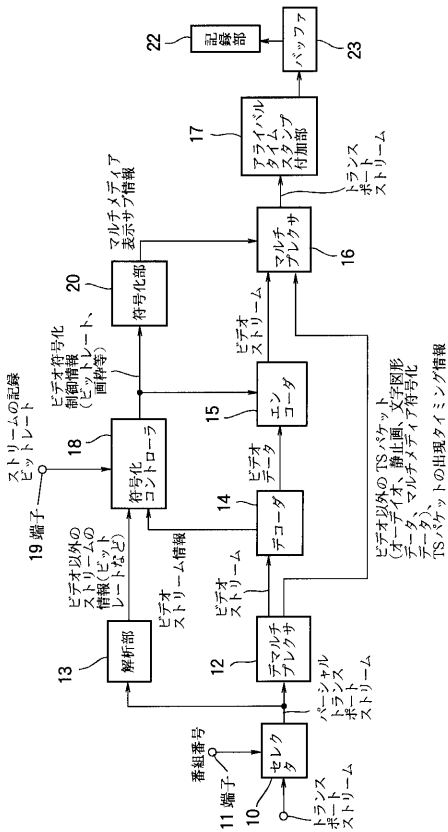 ストリームの記録
ビットレート
19 端子
番組番号
11 端子
トランス
ポート
ストリーム
10
セレクタ
パーシャル
トランス
ポート
ストリーム
13
解析部
ビデオ以外の
ストリームの
情報(ビット
レートなど)
ビデオ
ストリーム情報
12
デマルチ
プレクサ
ビデオ
ストリーム
14
デコーダ
ビデオ
データ
18
符号化
コントローラ
ビデオ符号化
制御情報
(ビットレート、
画枠等)
15
エンコーダ
ビデオ
ストリーム
20
符号化部
マルチメディア
表示サブ情報
16
マルチ
プレクサ
トランス
ポート
ストリーム
17
アライバル
タイム
スタンプ
付加部
23
バッファ
22
記録部
ビデオ以外の TS パケット
(オーディオ、静止画、文字図形
データ、マルチメディア符号化
データ)、
TSパケットの出現タイミング情報